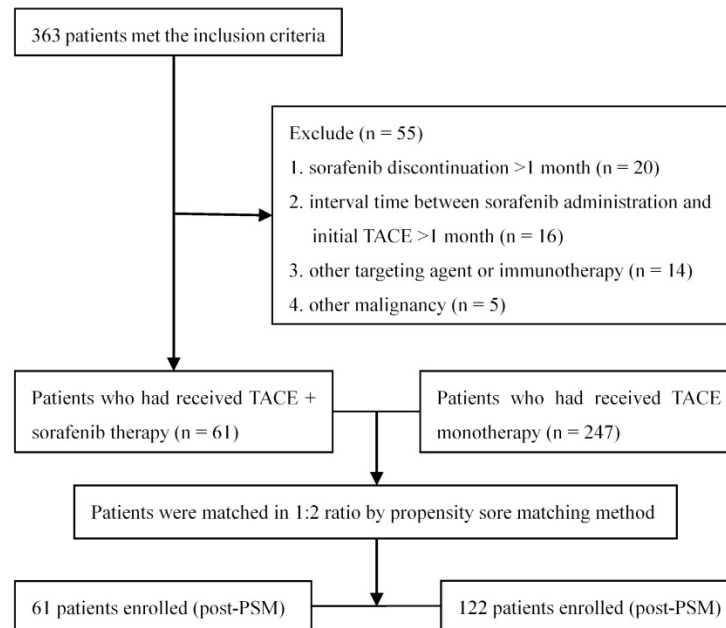 363 patients met the inclusion criteria
Exclude (n = 55)
1. sorafenib discontinuation >1 month (n = 20)
2. interval time between sorafenib administration and
initial TACE >1 month (n = 16)
3. other targeting agent or immunotherapy (n = 14)
4. other malignancy (n = 5)
Patients who had received TACE +
sorafenib therapy (n = 61)
Patients who had received TACE
monotherapy (n = 247)
Patients were matched in 1:2 ratio by propensity sore matching method
61 patients enrolled (post-PSM)
122 patients enrolled (post-PSM)